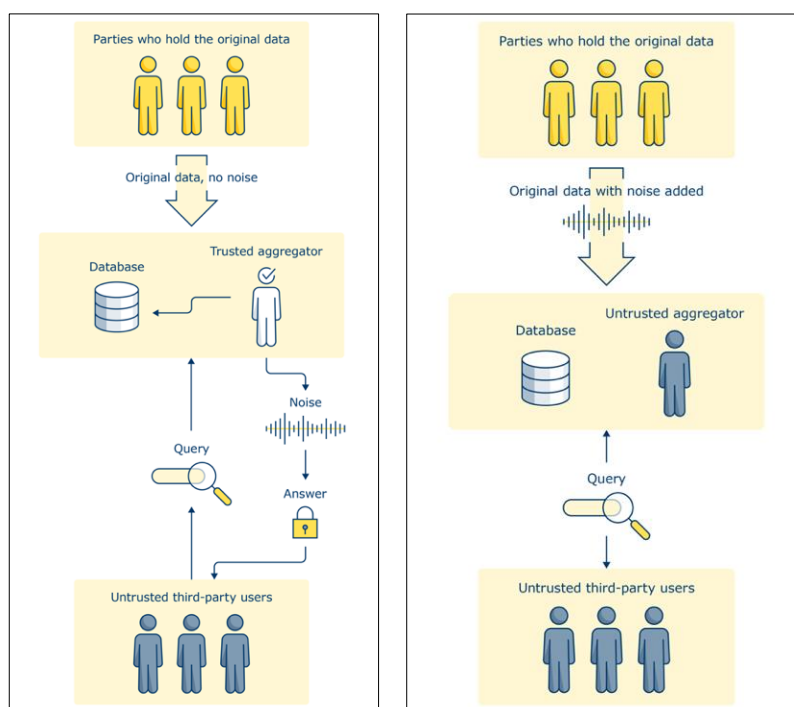 Parties who hold the original data
Original data, no noise
Trusted aggregator
Database
Noise
Query
Answer
Untrusted third-party users
Parties who hold the original data
Original data with noise added
Untrusted aggregator
Database
Query
Untrusted third-party users